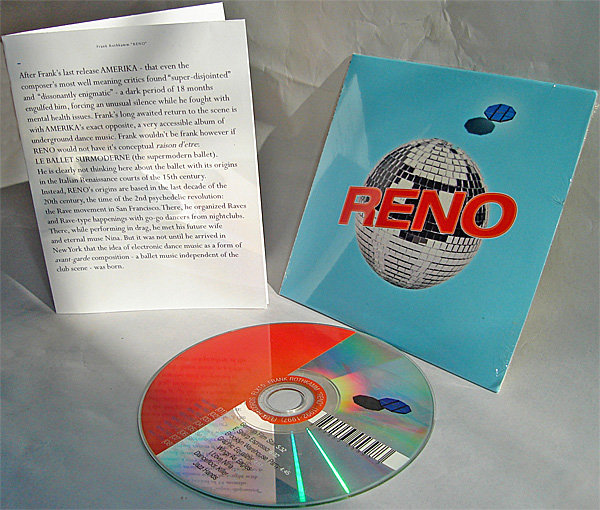 Frank Rothkamm "RENO"
After Frank's last release AMERIKA - that even the
composer's most well meaning critics found "super-disjointed"
and "dissonantly enigmatic" - a dark period of 18 months
engulfed him, forcing an unusual silence while he fought with
mental health issues. Frank's long awaited return to the scene is
with AMERIKA's exact opposite, a very accessible album of
underground dance music. Frank wouldn't be frank however if
RENO would not have it's conceptual raison d'etre:
LE BALLET SURMODERNE (the supermodern ballet).
He is clearly not thinking here about the ballet with its origins
in the Italian Renaissance courts of the 15th century.
Instead, RENO's origins are based in the last decade of the
20th century, the time of the 2nd psychedelic revolution:
the Rave movement in San Francisco. There, he organized Raves
and Rave-type happenings with go-go dancers from nightclubs.
There, while performing in drag, he met his future wife
and eternal muse Nina. But it was not until he arrived in
New York that the idea of electronic dance music as a form of
avant-garde composition - a ballet music independent of the
club scene - was born.
RENO
FRANK ROTHKAMM
RENO
(1992-1997)